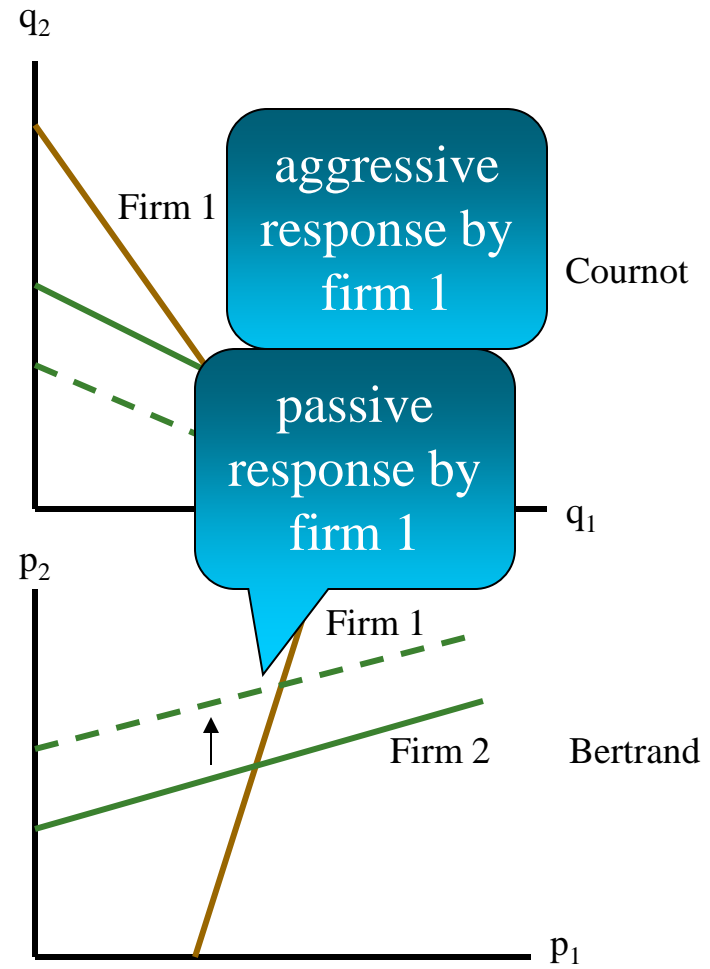 q₂
Firm 1
aggressive
response by
firm 1
Cournot
passive
response by
firm 1
q₁
p₂
Firm 1
Firm 2
Bertrand
p₁